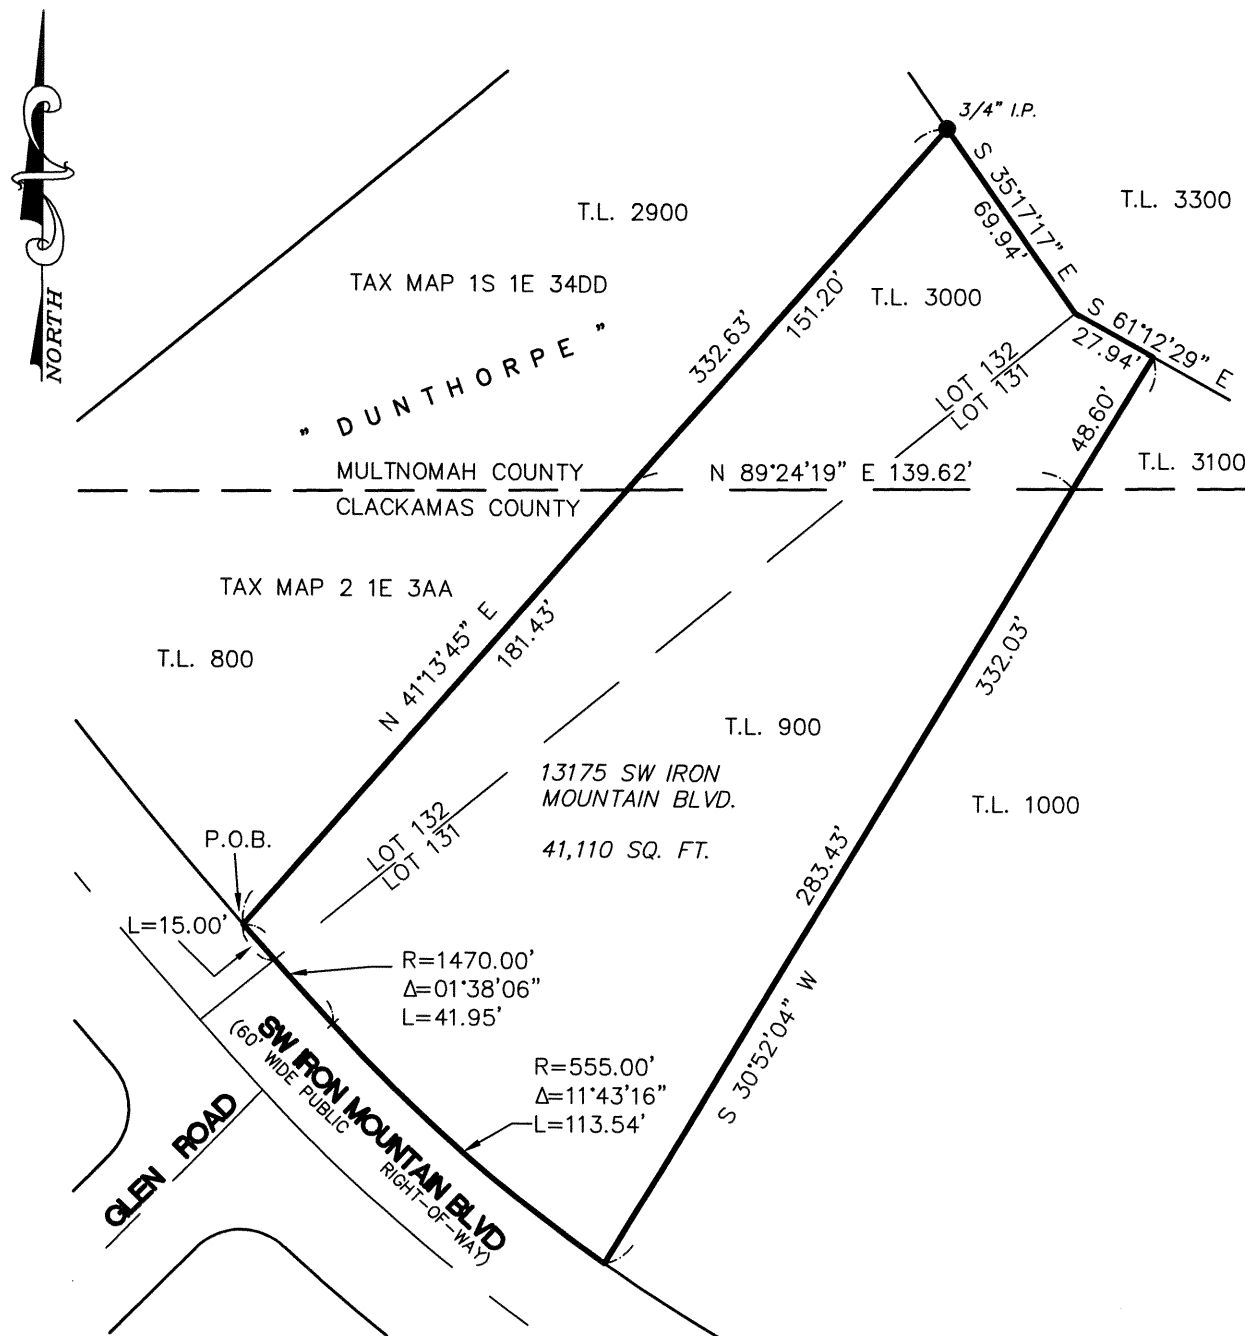 3/4" I.P.
S 35°17'17" E
69.94'
T.L. 3300
T.L. 2900
TAX MAP 1S 1E 34DD
T.L. 3000
332.63'
151.20'
S 61°12'29" E
27.94'
NORTH
" DUNTHORPE "
LOT 132
LOT 131
48.60'
MULTNOMAH COUNTY
N 89°24'19" E 139.62'
T.L. 3100
CLACKAMAS COUNTY
TAX MAP 2 1E 3AA
N 41°13'45" E
181.43'
332.03'
T.L. 800
T.L. 900
13175 SW IRON
MOUNTAIN BLVD.
41,110 SQ. FT.
T.L. 1000
P.O.B.
LOT 132
LOT 131
283.43'
L=15.00'
R=1470.00'
Δ=01°38'06"
L=41.95'
S 30°52'04" W
SW IRON MOUNTAIN BLVD
(60' WIDE PUBLIC
RIGHT-OF-WAY)
R=555.00'
Δ=11°43'16"
L=113.54'
GLEN ROAD